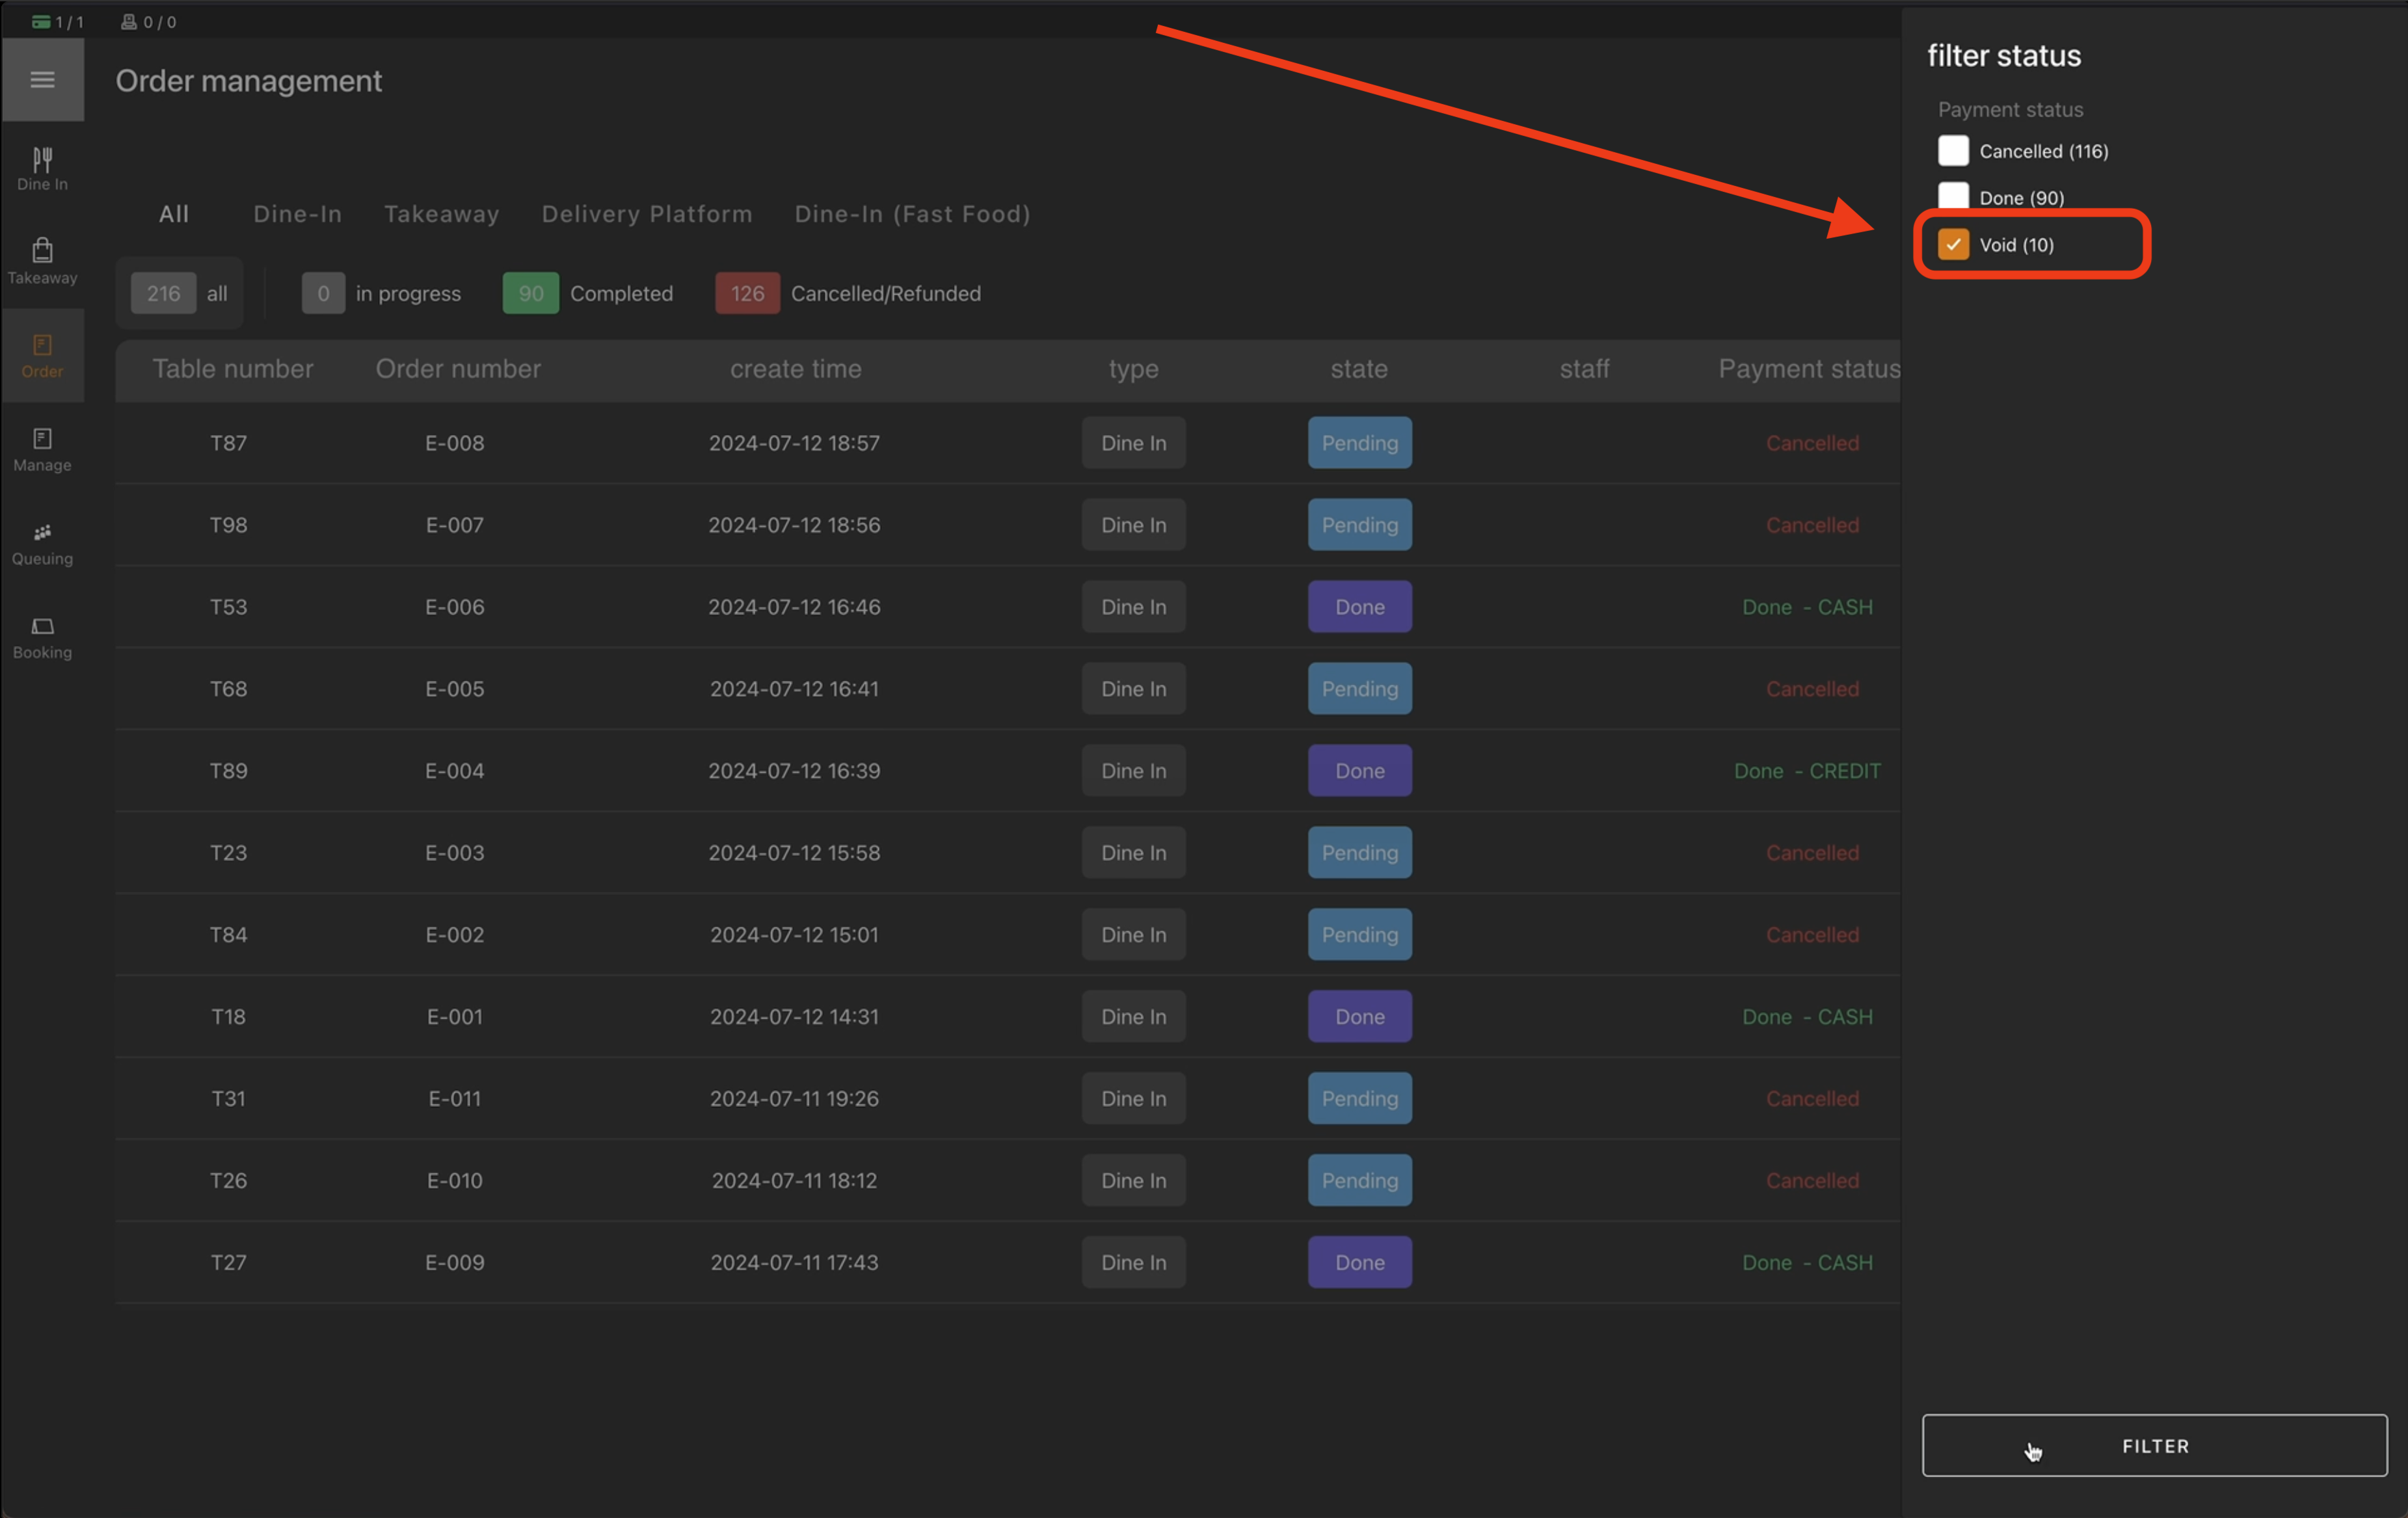 1 / 1 0 / 0
filter status
Order management
Payment status
Cancelled (116)
Done (90)
Void (10)
Dine In
Takeaway
Order
Manage
Queuing
Booking
All Dine-In Takeaway Delivery Platform Dine-In (Fast Food)
216 all 0 in progress 90 Completed 126 Cancelled/Refunded
Table number Order number create time type state staff Payment status
T87 E-008 2024-07-12 18:57 Dine In Pending Cancelled
T98 E-007 2024-07-12 18:56 Dine In Pending Cancelled
T53 E-006 2024-07-12 16:46 Dine In Done Done - CASH
T68 E-005 2024-07-12 16:41 Dine In Pending Cancelled
T89 E-004 2024-07-12 16:39 Dine In Done Done - CREDIT
T23 E-003 2024-07-12 15:58 Dine In Pending Cancelled
T84 E-002 2024-07-12 15:01 Dine In Pending Cancelled
T18 E-001 2024-07-12 14:31 Dine In Done Done - CASH
T31 E-011 2024-07-11 19:26 Dine In Pending Cancelled
T26 E-010 2024-07-11 18:12 Dine In Pending Cancelled
T27 E-009 2024-07-11 17:43 Dine In Done Done - CASH
FILTER